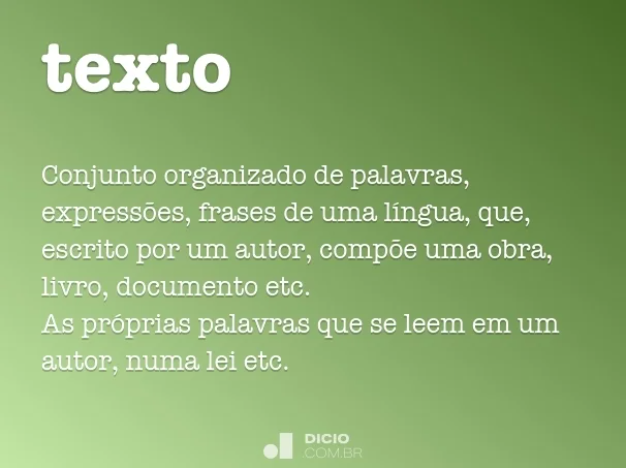 texto
Conjunto organizado de palavras,
expressões, frases de uma língua, que,
escrito por um autor, compõe uma obra,
livro, documento etc.
As próprias palavras que se leem em um
autor, numa lei etc.
DICIO
.COM.BR